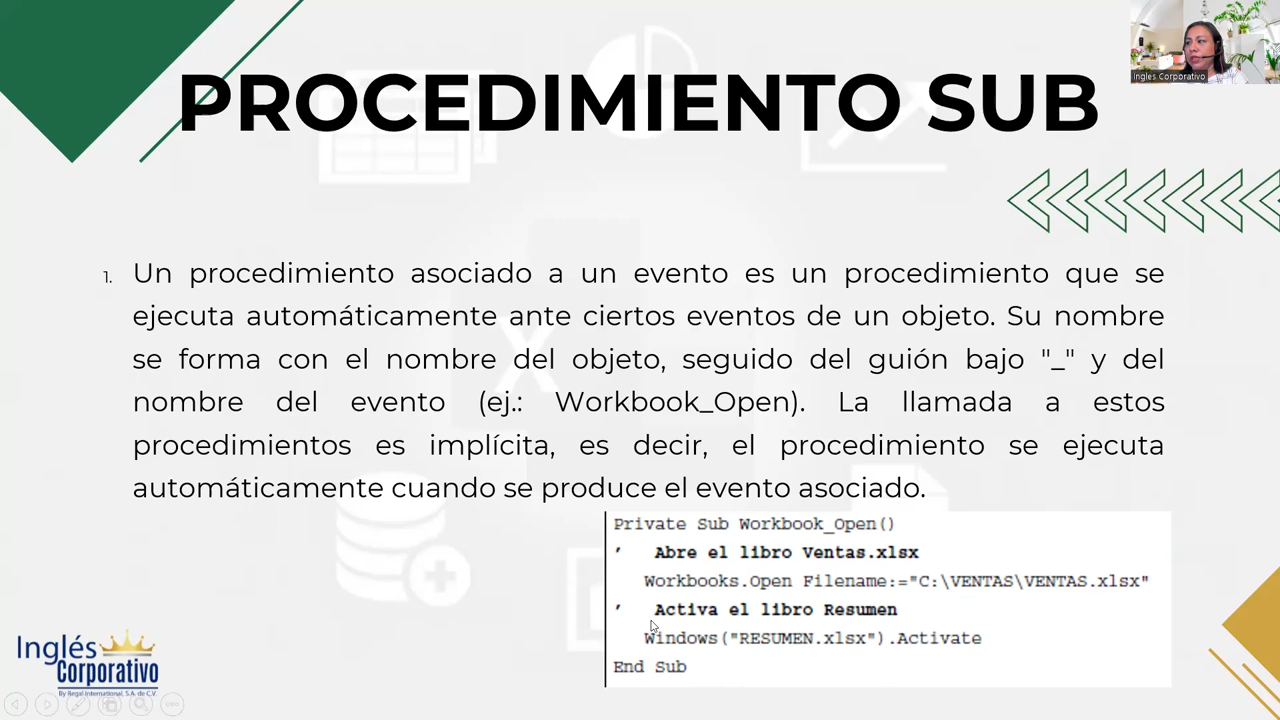 PROCEDIMIENTO SUB
Ingles Corporativo
1. Un procedimiento asociado a un evento es un procedimiento que se
ejecuta automáticamente ante ciertos eventos de un objeto. Su nombre
se forma con el nombre del objeto, seguido del guión bajo "_" y del
nombre del evento (ej.: Workbook_Open). La llamada a estos
procedimientos es implícita, es decir, el procedimiento se ejecuta
automáticamente cuando se produce el evento asociado.
Private Sub Workbook_Open()
' Abre el libro Ventas.xlsx
Workbooks.Open Filename:="C:\VENTAS\VENTAS.xlsx"
' Activa el libro Resumen
Windows("RESUMEN.xlsx").Activate
End Sub
Inglés
Corporativo
By Regal International, S.A. de C.V.